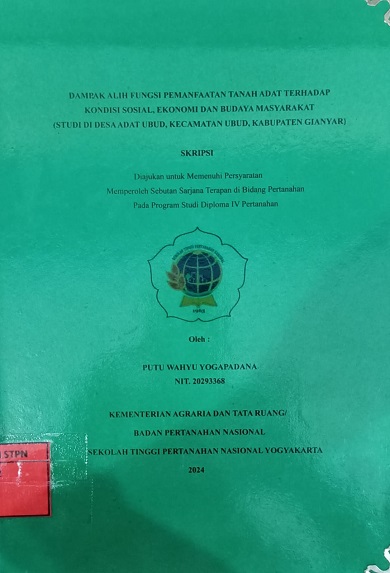 DAMPAK ALIH FUNGSI PEMANFAATAN TANAH ADAT TERHADAP
KONDISI SOSIAL, EKONOMI DAN BUDAYA MASYARAKAT
(STUDI DI DESA ADAT UBUD, KECAMATAN UBUD, KABUPATEN GIANYAR)
SKRIPSI
Diajukan untuk Memenuhi Persyaratan
Memperoleh Sebutan Sarjana Terapan di Bidang Pertanahan
Pada Program Studi Diploma IV Pertanahan
Oleh :
PUTU WAHYU YOGAPADANA
NIT. 20293368
KEMENTERIAN AGRARIA DAN TATA RUANG/
BADAN PERTANAHAN NASIONAL
SEKOLAH TINGGI PERTANAHAN NASIONAL YOGYAKARTA
2024
STPN